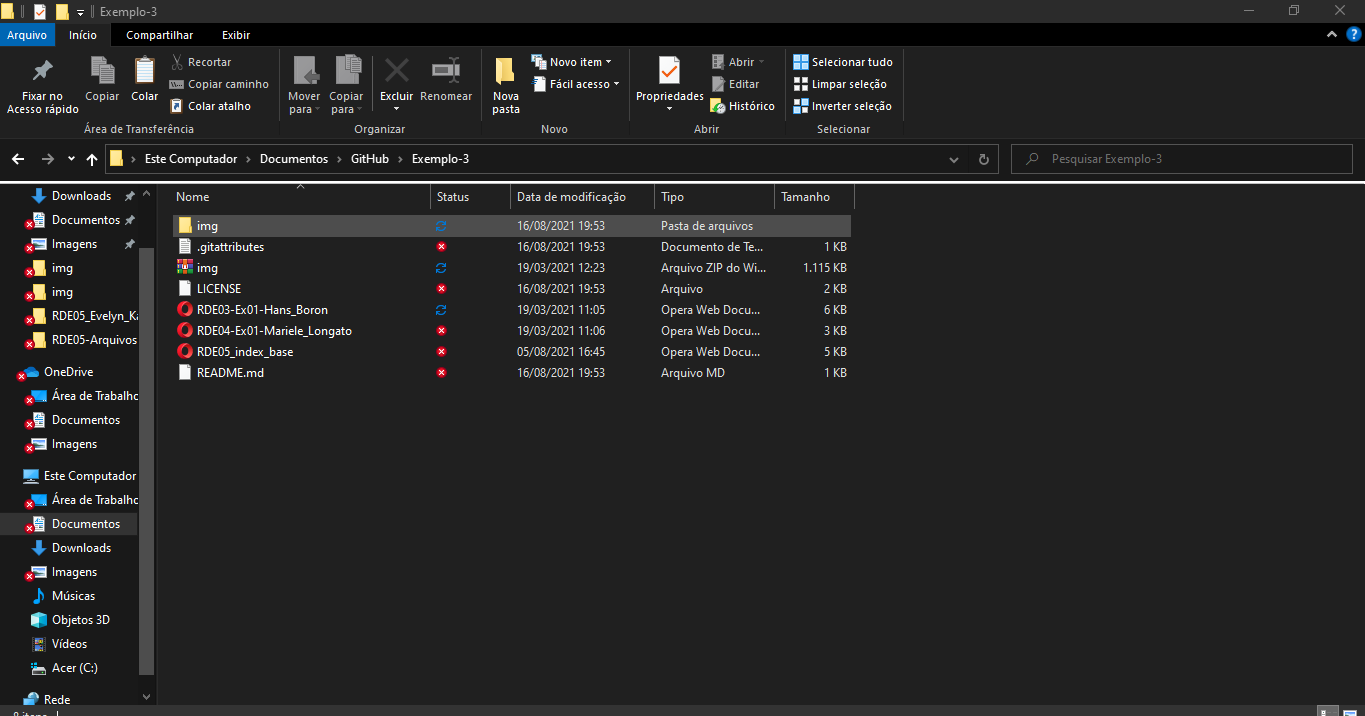 Exemplo-3
Arquivo Início Compartilhar Exibir
Fixar no Acesso rápido
Copiar
Colar
Recortar
Copiar caminho
Colar atalho
Área de Transferência
Mover para
Copiar para
Excluir
Renomear
Organizar
Nova pasta
Novo item
Fácil acesso
Novo
Propriedades
Abrir
Editar
Histórico
Abrir
Selecionar tudo
Limpar seleção
Inverter seleção
Selecionar
Este Computador > Documentos > GitHub > Exemplo-3
Pesquisar Exemplo-3
Downloads
Documentos
Imagens
img
img
RDE05_Evelyn_Ka
RDE05-Arquivos
OneDrive
Área de Trabalho
Documentos
Imagens
Este Computador
Área de Trabalho
Documentos
Downloads
Imagens
Músicas
Objetos 3D
Vídeos
Acer (C:)
Rede
Nome Status Data de modificação Tipo Tamanho
img 16/08/2021 19:53 Pasta de arquivos
.gitattributes 16/08/2021 19:53 Documento de Te... 1 KB
img 19/03/2021 12:23 Arquivo ZIP do Wi... 1.115 KB
LICENSE 16/08/2021 19:53 Arquivo 2 KB
RDE03-Ex01-Hans_Boron 19/03/2021 11:05 Opera Web Docu... 6 KB
RDE04-Ex01-Mariele_Longato 19/03/2021 11:06 Opera Web Docu... 3 KB
RDE05_index_base 05/08/2021 16:45 Opera Web Docu... 5 KB
README.md 16/08/2021 19:53 Arquivo MD 1 KB
8 itens